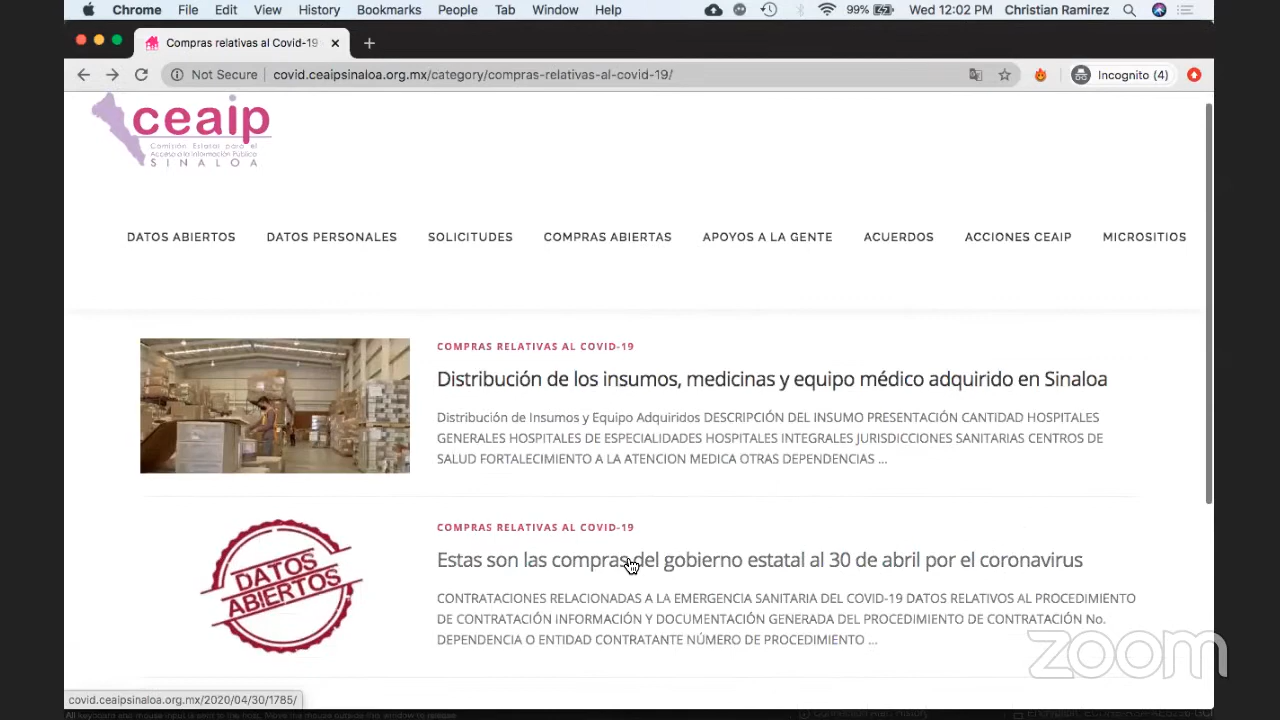 Chrome File Edit View History Bookmarks People Tab Window Help 99% Wed 12:02 PM Christian Ramirez
Compras relativas al Covid-19
Not Secure covid.ceaipsinaloa.org.mx/category/compras-relativas-al-covid-19/ Incognito (4)
ceaip
Comisión Estatal para el
Acceso a la Información Pública
SINALOA
DATOS ABIERTOS DATOS PERSONALES SOLICITUDES COMPRAS ABIERTAS APOYOS A LA GENTE ACUERDOS ACCIONES CEAIP MICROSITIOS
COMPRAS RELATIVAS AL COVID-19
Distribución de los insumos, medicinas y equipo médico adquirido en Sinaloa
Distribución de Insumos y Equipo Adquiridos DESCRIPCIÓN DEL INSUMO PRESENTACIÓN CANTIDAD HOSPITALES
GENERALES HOSPITALES DE ESPECIALIDADES HOSPITALES INTEGRALES JURISDICCIONES SANITARIAS CENTROS DE
SALUD FORTALECIMIENTO A LA ATENCION MEDICA OTRAS DEPENDENCIAS ...
DATOS
ABIERTOS
COMPRAS RELATIVAS AL COVID-19
Estas son las compras del gobierno estatal al 30 de abril por el coronavirus
CONTRATACIONES RELACIONADAS A LA EMERGENCIA SANITARIA DEL COVID-19 DATOS RELATIVOS AL PROCEDIMIENTO
DE CONTRATACIÓN INFORMACIÓN Y DOCUMENTACIÓN GENERADA DEL PROCEDIMIENTO DE CONTRATACIÓN No.
DEPENDENCIA O ENTIDAD CONTRATANTE NÚMERO DE PROCEDIMIENTO ...
zoom
covid.ceaipsinaloa.org.mx/2020/04/30/1785/